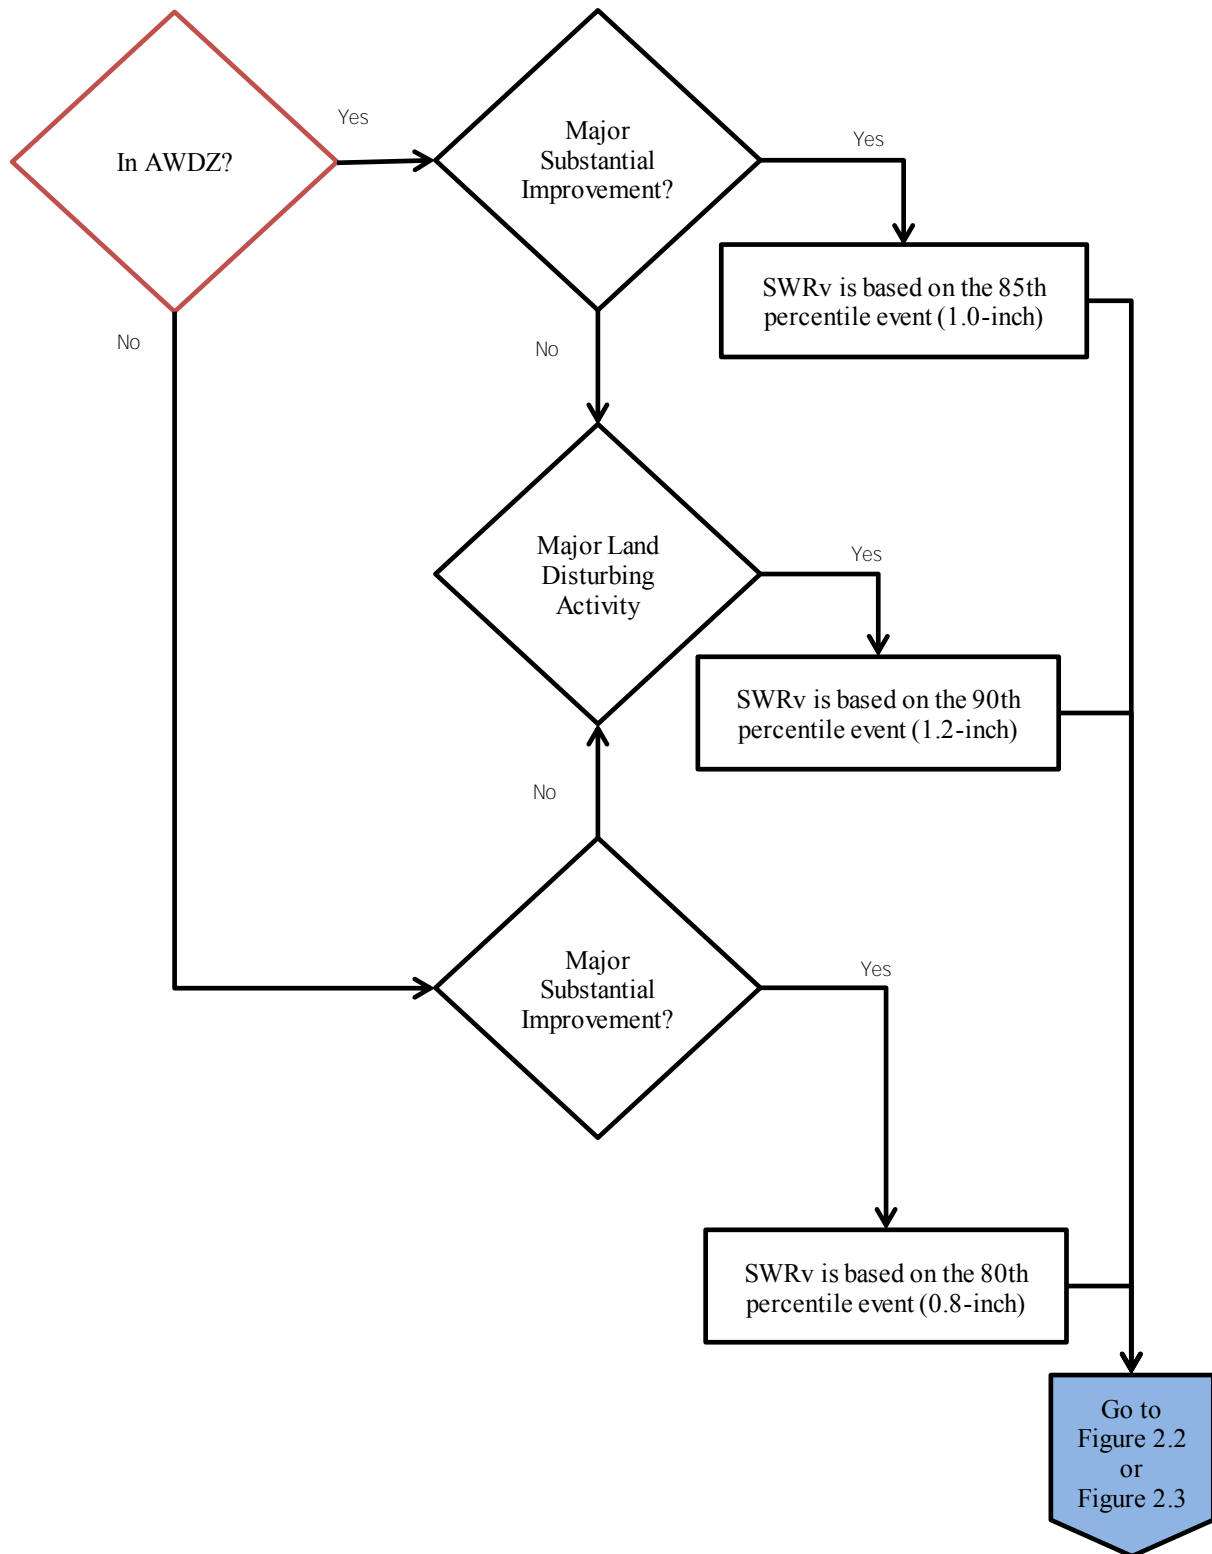 In AWDZ?
Yes
Major
Substantial
Improvement?
Yes
SWRv is based on the 85th
percentile event (1.0-inch)
No
No
Major Land
Disturbing
Activity
Yes
SWRv is based on the 90th
percentile event (1.2-inch)
No
Major
Substantial
Improvement?
Yes
SWRv is based on the 80th
percentile event (0.8-inch)
Go to
Figure 2.2
or
Figure 2.3